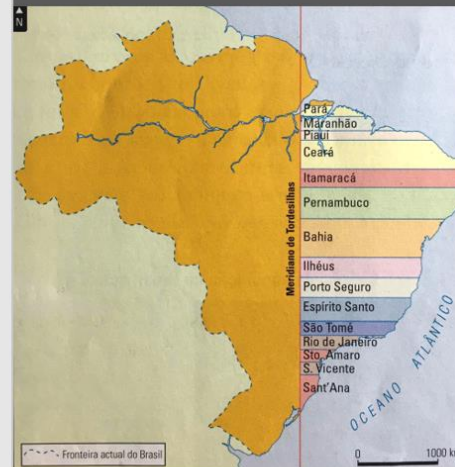 N
Pará
Maranhão
Piauí
Ceará
Itamaracá
Pernambuco
Bahia
Ilhéus
Porto Seguro
Espírito Santo
São Tomé
Rio de Janeiro
Sto. Amaro
S. Vicente
Sant'Ana
Meridiano de Tordesilhas
OCEANO ATLÂNTICO
Fronteira actual do Brasil
0 1000 km